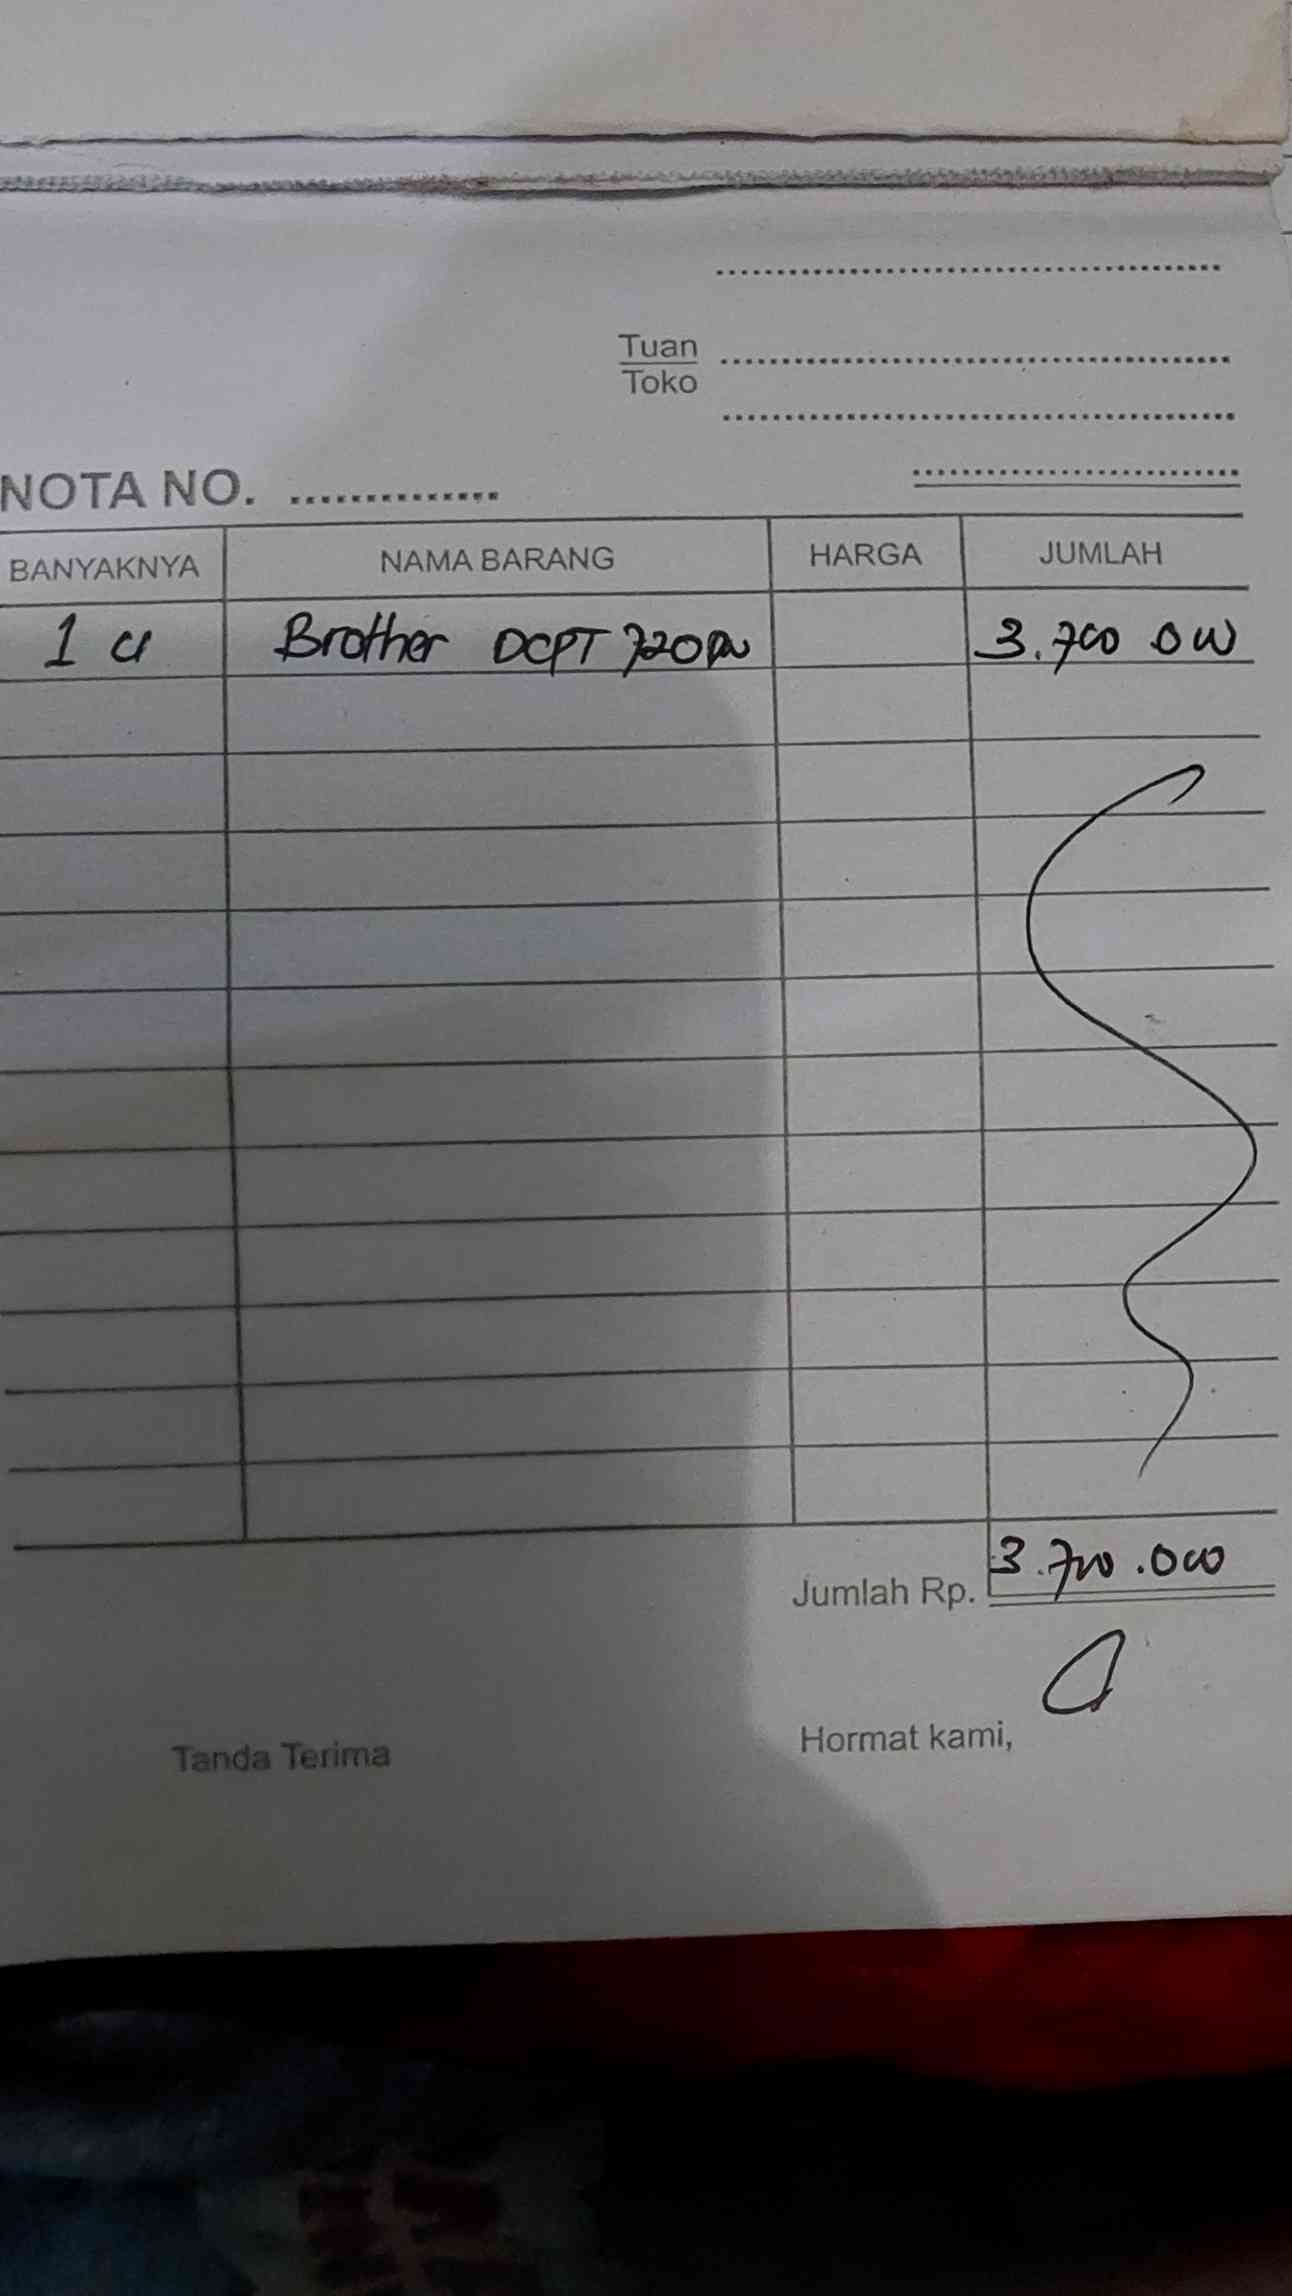 Tuan
Toko
NOTA NO. ..............
BANYAKNYA NAMA BARANG HARGA JUMLAH
1 Brother DCPT 720DW 3.700 000
Jumlah Rp. 3.700.000
Tanda Terima Hormat kami,